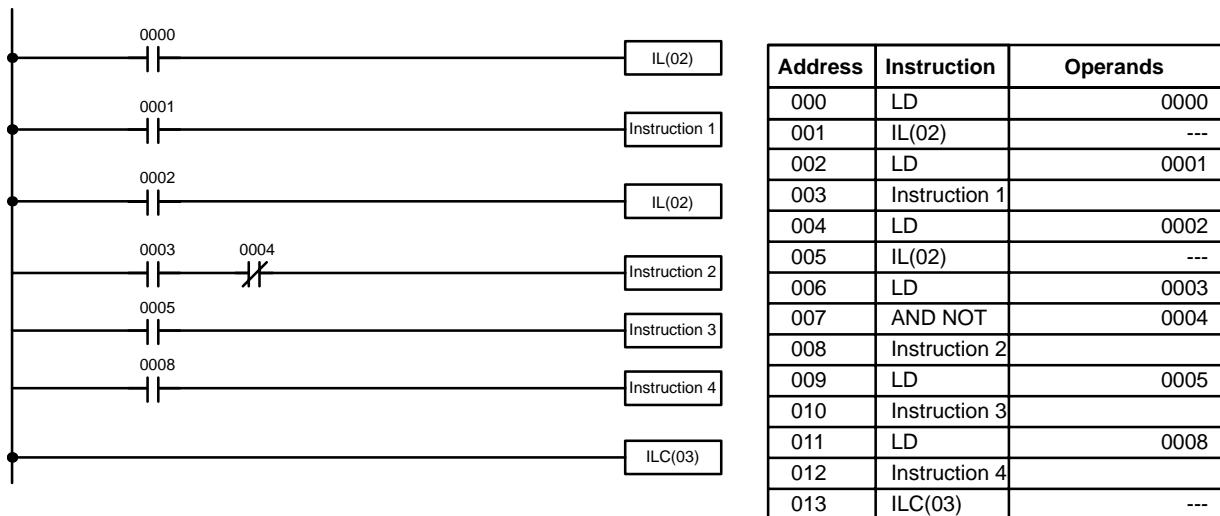 0000
IL(02)
0001
Instruction 1
0002
IL(02)
0003 0004
Instruction 2
0005
Instruction 3
0008
Instruction 4
ILC(03)
Address Instruction Operands
000 LD 0000
001 IL(02) ---
002 LD 0001
003 Instruction 1
004 LD 0002
005 IL(02) ---
006 LD 0003
007 AND NOT 0004
008 Instruction 2
009 LD 0005
010 Instruction 3
011 LD 0008
012 Instruction 4
013 ILC(03) ---